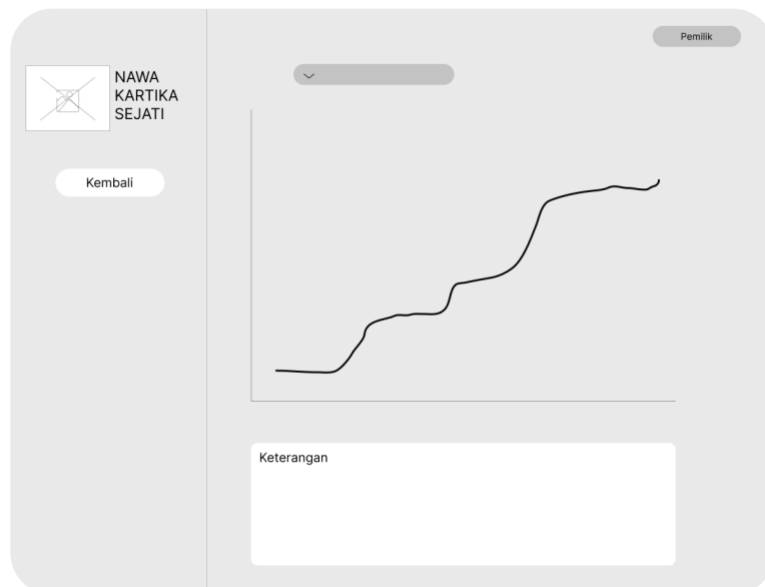 Pemilik
NAWA
KARTIKA
SEJATI
Kembali
Keterangan